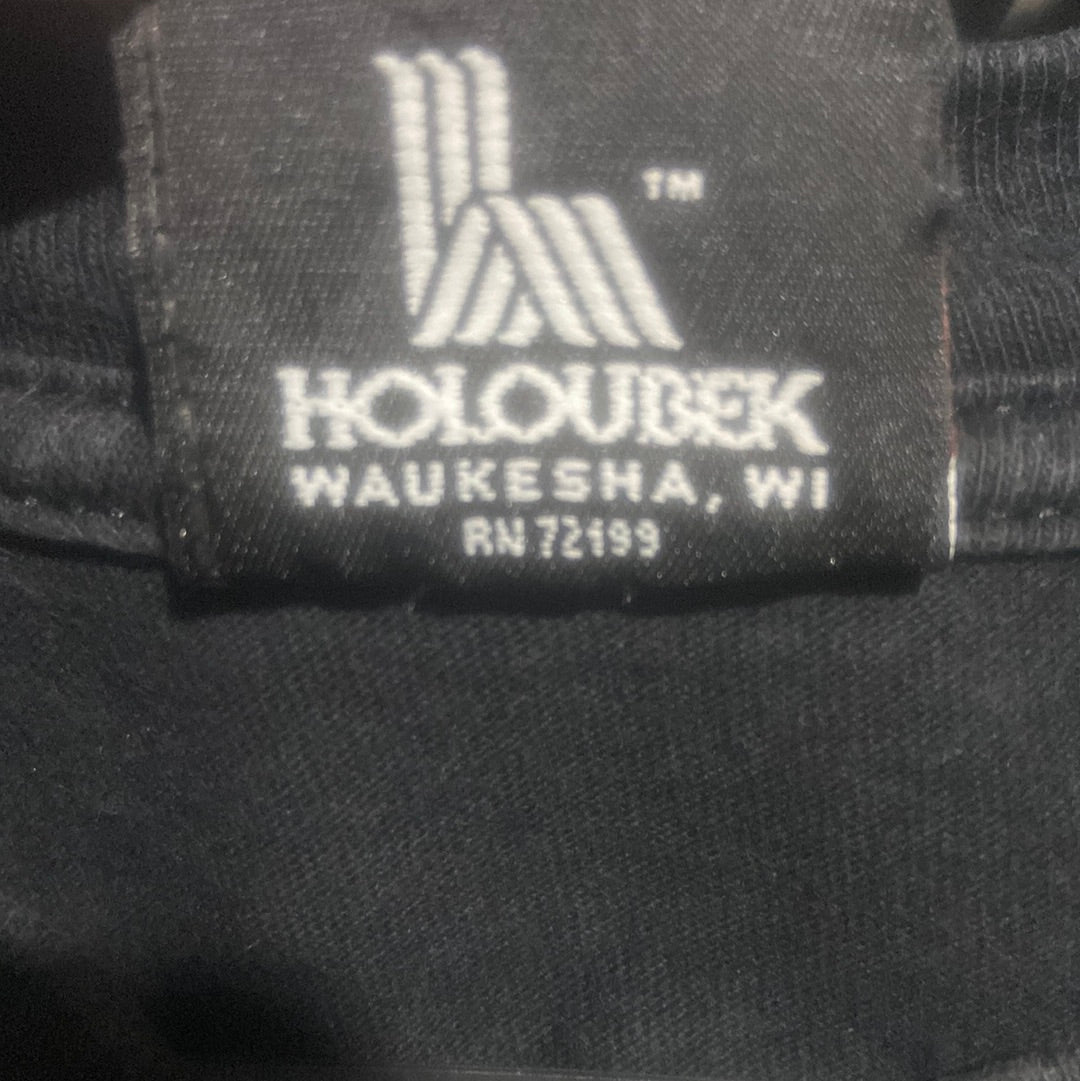 TM
HOLOUBEK
WAUKESHA, WI
RN 72199